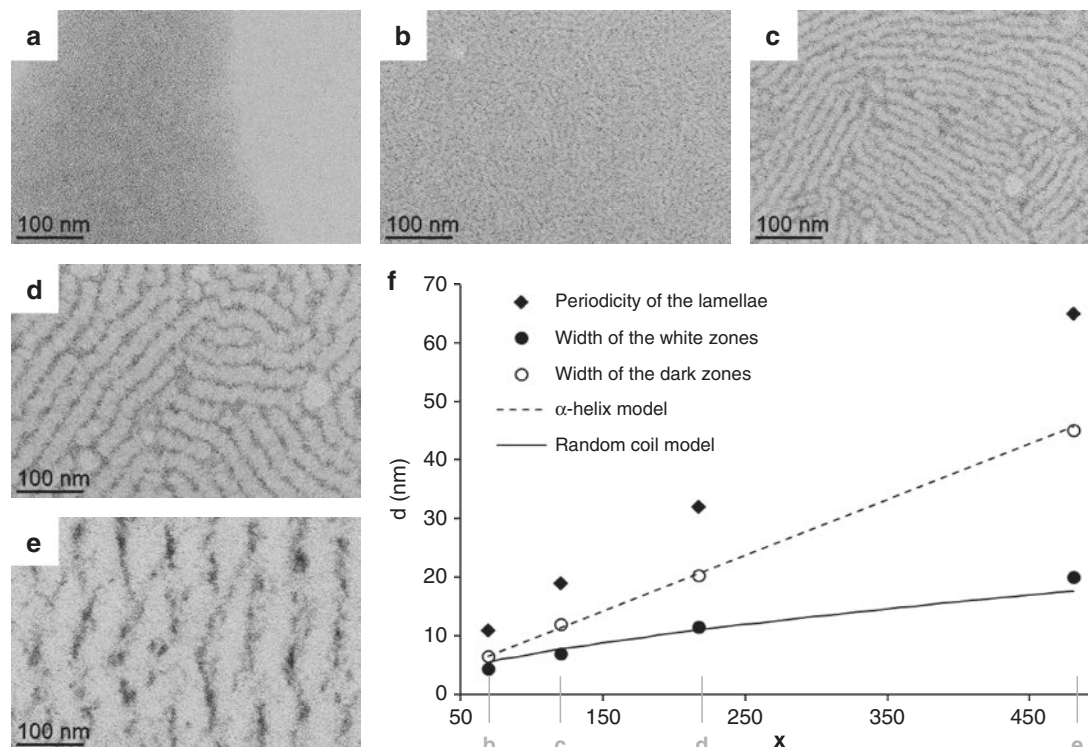 a
100 nm
b
100 nm
c
100 nm
d
100 nm
e
100 nm
f
70
60
50
40
30
20
10
0
d (nm)
Periodicity of the lamellae
Width of the white zones
Width of the dark zones
α-helix model
Random coil model
50
150
250
350
450
b
c
d
x
e